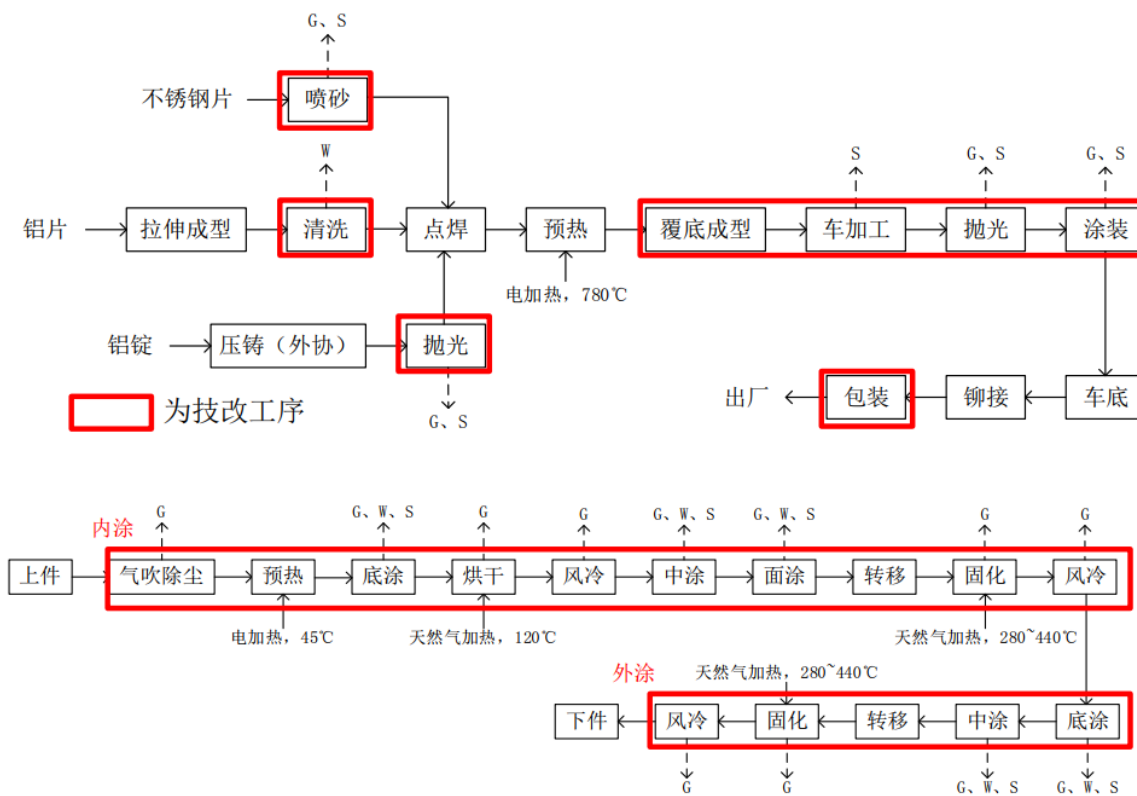 G、S
不锈钢片
喷砂
W
S
G、S
G、S
铝片
拉伸成型
清洗
点焊
预热
覆底成型
车加工
抛光
涂装
电加热，780℃
铝锭
压铸（外协）
抛光
出厂
包装
铆接
车底
为技改工序
G、S
内涂
G
G、W、S
G
G
G、W、S
G、W、S
G
G
上件
气吹除尘
预热
底涂
烘干
风冷
中涂
面涂
转移
固化
风冷
电加热，45℃
天然气加热，120℃
天然气加热，280~440℃
外涂
天然气加热，280~440℃
下件
风冷
固化
转移
中涂
底涂
G
G
G、W、S
G、W、S